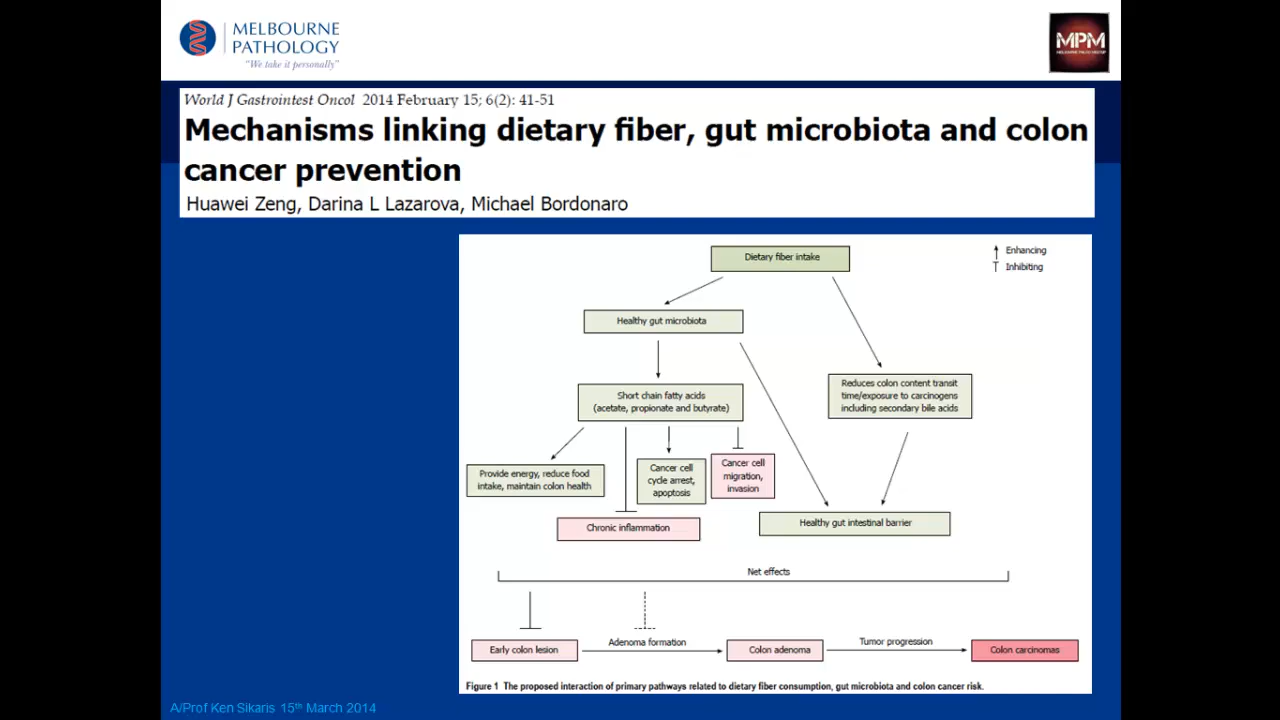 MELBOURNE
PATHOLOGY
"We take it personally"
MPM
World J Gastrointest Oncol 2014 February 15; 6(2): 41-51
Mechanisms linking dietary fiber, gut microbiota and colon
cancer prevention
Huawei Zeng, Darina L Lazarova, Michael Bordonaro
Dietary fiber intake
Enhancing
Inhibiting
Healthy gut microbiota
Reduces colon content transit
time/exposure to carcinogens
including secondary bile acids
Short chain fatty acids
(acetate, propionate and butyrate)
Provide energy, reduce food
intake, maintain colon health
Cancer cell
cycle arrest,
apoptosis
Cancer cell
migration,
invasion
Chronic inflammation
Healthy gut intestinal barrier
Net effects
Early colon lesion
Adenoma formation
Colon adenoma
Tumor progression
Colon carcinomas
Figure 1 The proposed interaction of primary pathways related to dietary fiber consumption, gut microbiota and colon cancer risk.
A/Prof Ken Sikaris 15th March 2014